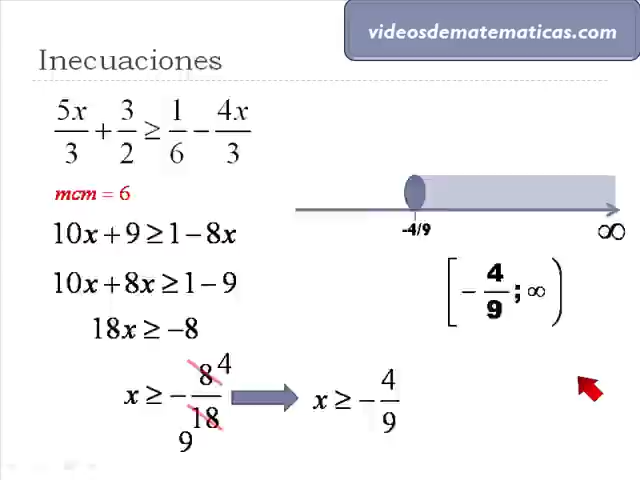 videosdematematicas.com
Inecuaciones
5x/3 + 3/2 ≥ 1/6 − 4x/3
mcm = 6
10x + 9 ≥ 1 − 8x
10x + 8x ≥ 1 − 9
18x ≥ −8
x ≥ − 8/18 4 9
x ≥ − 4/9
-4/9
∞
[− 4/9 ; ∞)